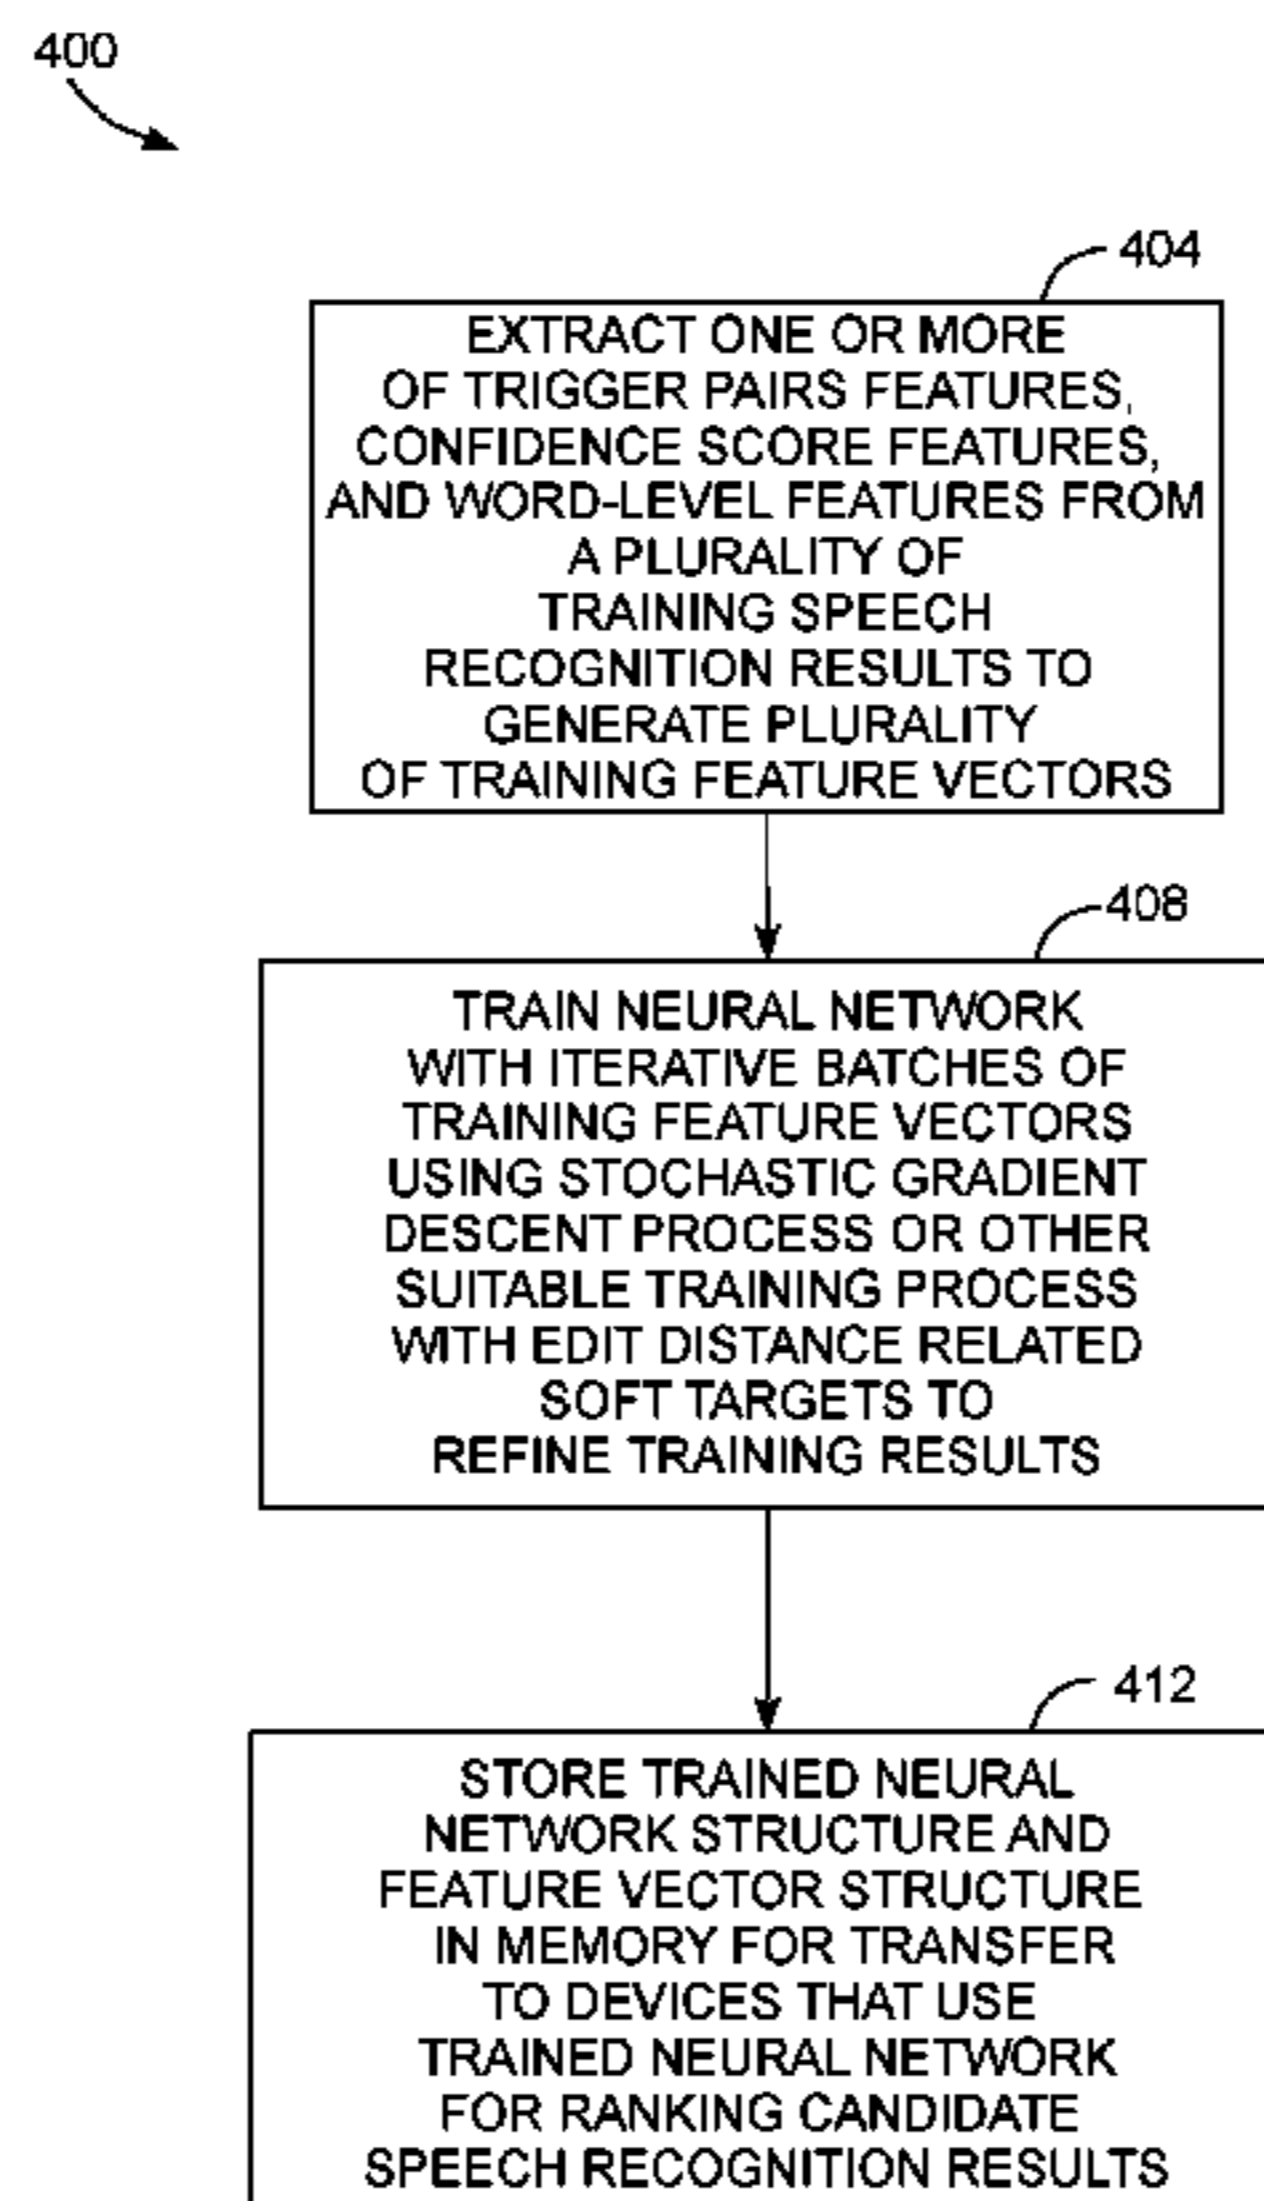 400
404
EXTRACT ONE OR MORE
OF TRIGGER PAIRS FEATURES,
CONFIDENCE SCORE FEATURES,
AND WORD-LEVEL FEATURES FROM
A PLURALITY OF
TRAINING SPEECH
RECOGNITION RESULTS TO
GENERATE PLURALITY
OF TRAINING FEATURE VECTORS
408
TRAIN NEURAL NETWORK
WITH ITERATIVE BATCHES OF
TRAINING FEATURE VECTORS
USING STOCHASTIC GRADIENT
DESCENT PROCESS OR OTHER
SUITABLE TRAINING PROCESS
WITH EDIT DISTANCE RELATED
SOFT TARGETS TO
REFINE TRAINING RESULTS
412
STORE TRAINED NEURAL
NETWORK STRUCTURE AND
FEATURE VECTOR STRUCTURE
IN MEMORY FOR TRANSFER
TO DEVICES THAT USE
TRAINED NEURAL NETWORK
FOR RANKING CANDIDATE
SPEECH RECOGNITION RESULTS